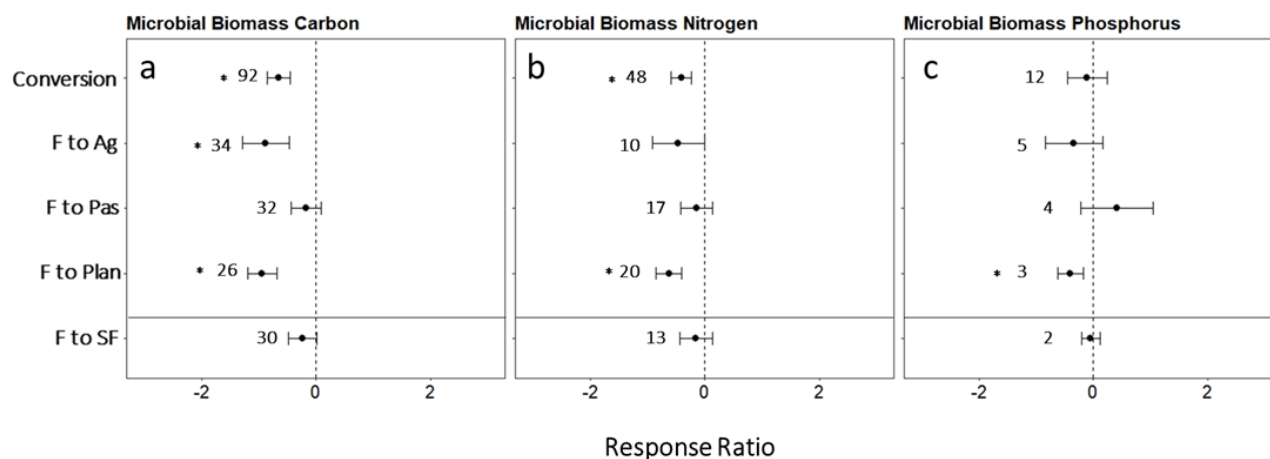 Microbial Biomass Carbon Microbial Biomass Nitrogen Microbial Biomass Phosphorus
a b c
Conversion * 92 * 48 12
F to Ag * 34 10 5
F to Pas 32 17 4
F to Plan * 26 * 20 * 3
F to SF 30 13 2
-2 0 2 -2 0 2 -2 0 2
Response Ratio